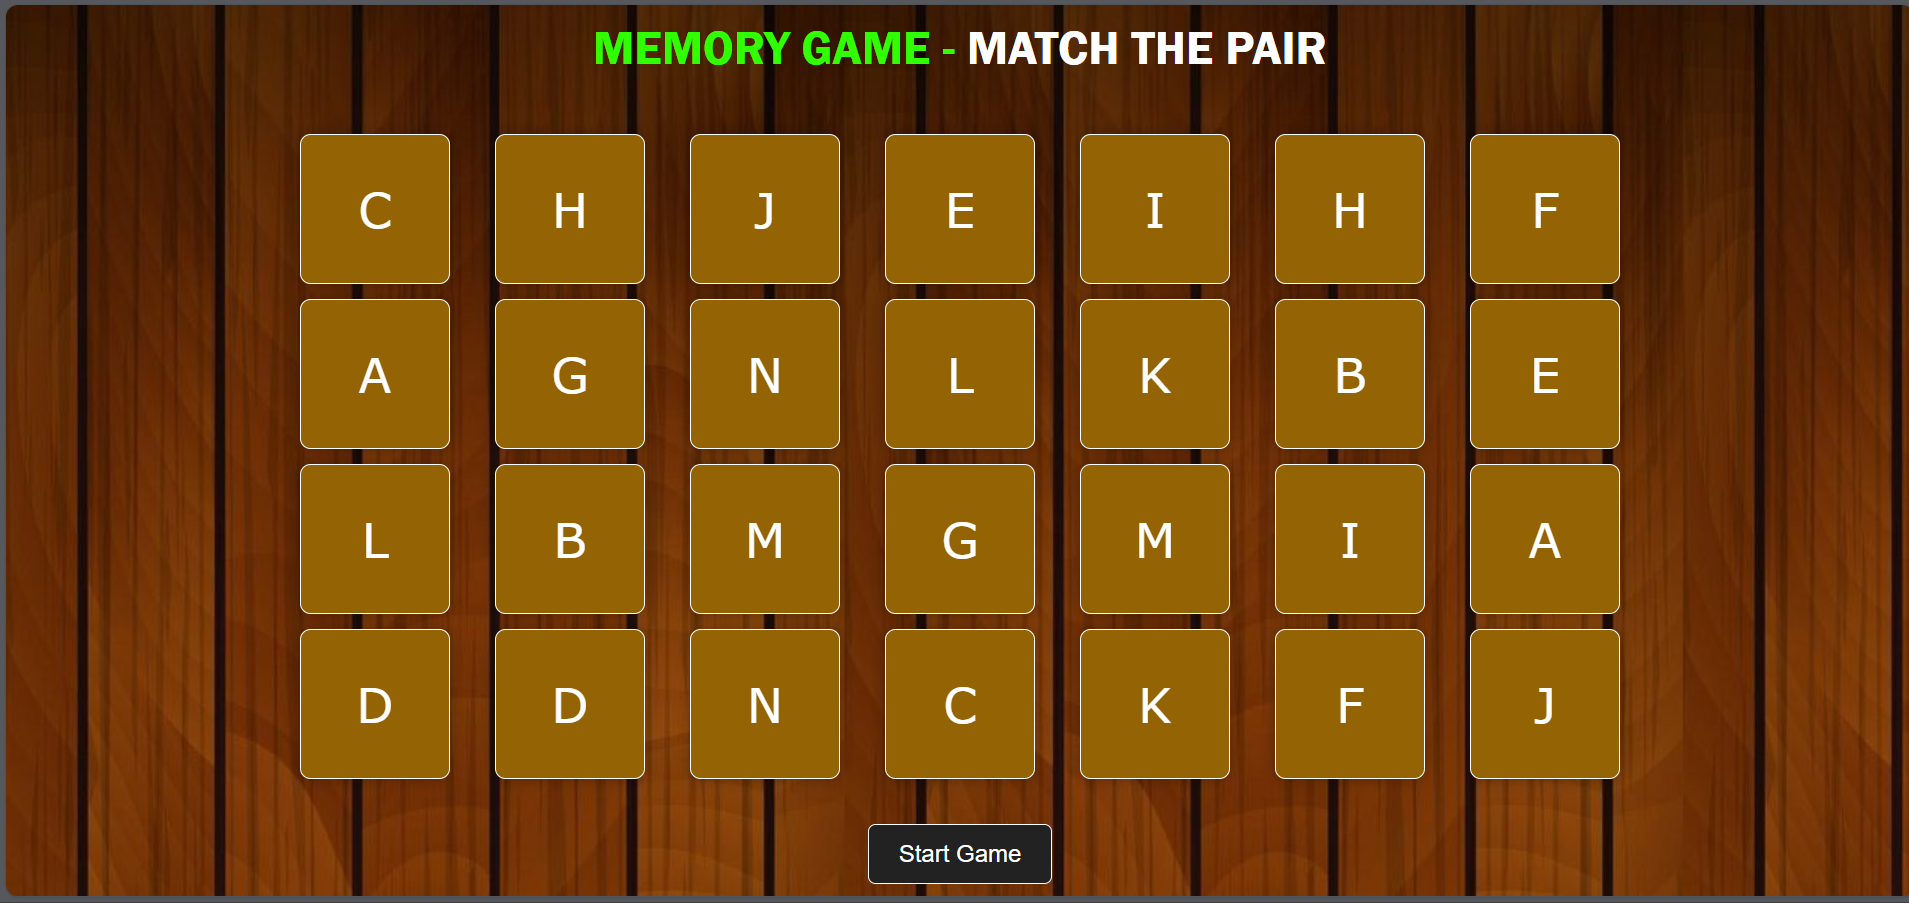 MEMORY GAME - MATCH THE PAIR
C H J E I H F
A G N L K B E
L B M G M I A
D D N C K F J
Start Game